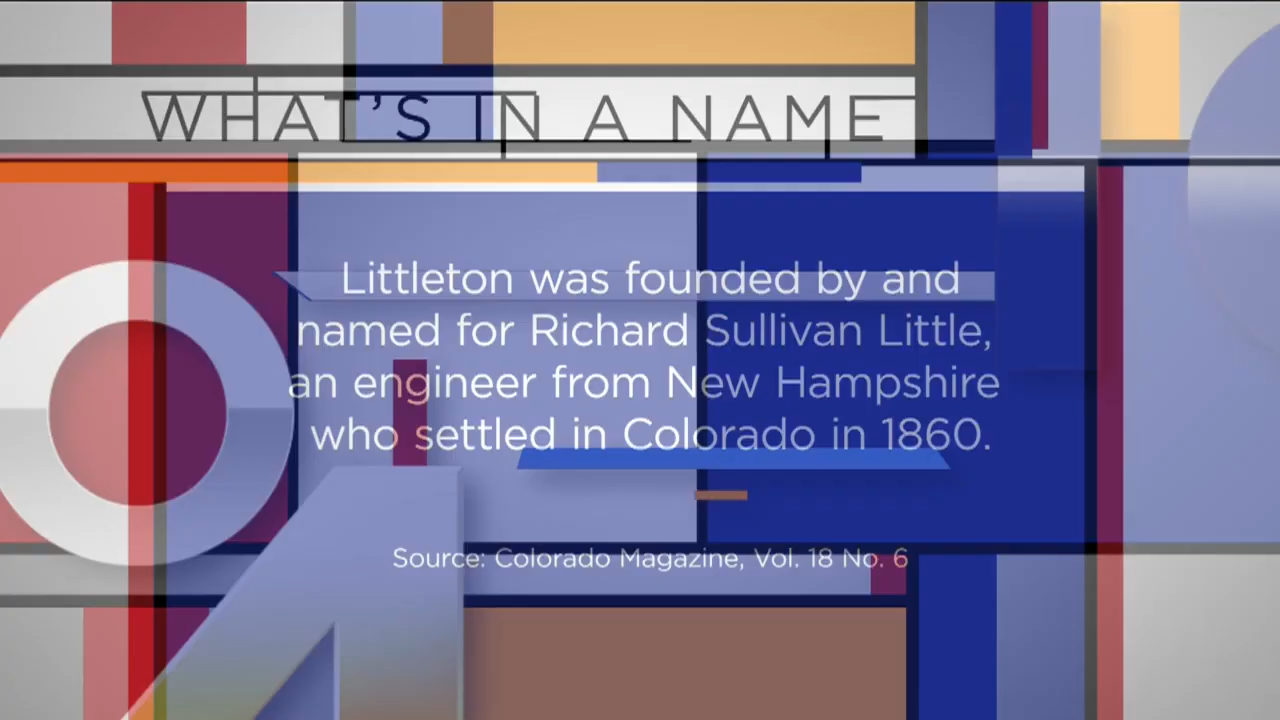 WHAT'S IN A NAME
Littleton was founded by and
named for Richard Sullivan Little,
an engineer from New Hampshire
who settled in Colorado in 1860.
Source: Colorado Magazine, Vol. 18 No. 6
4